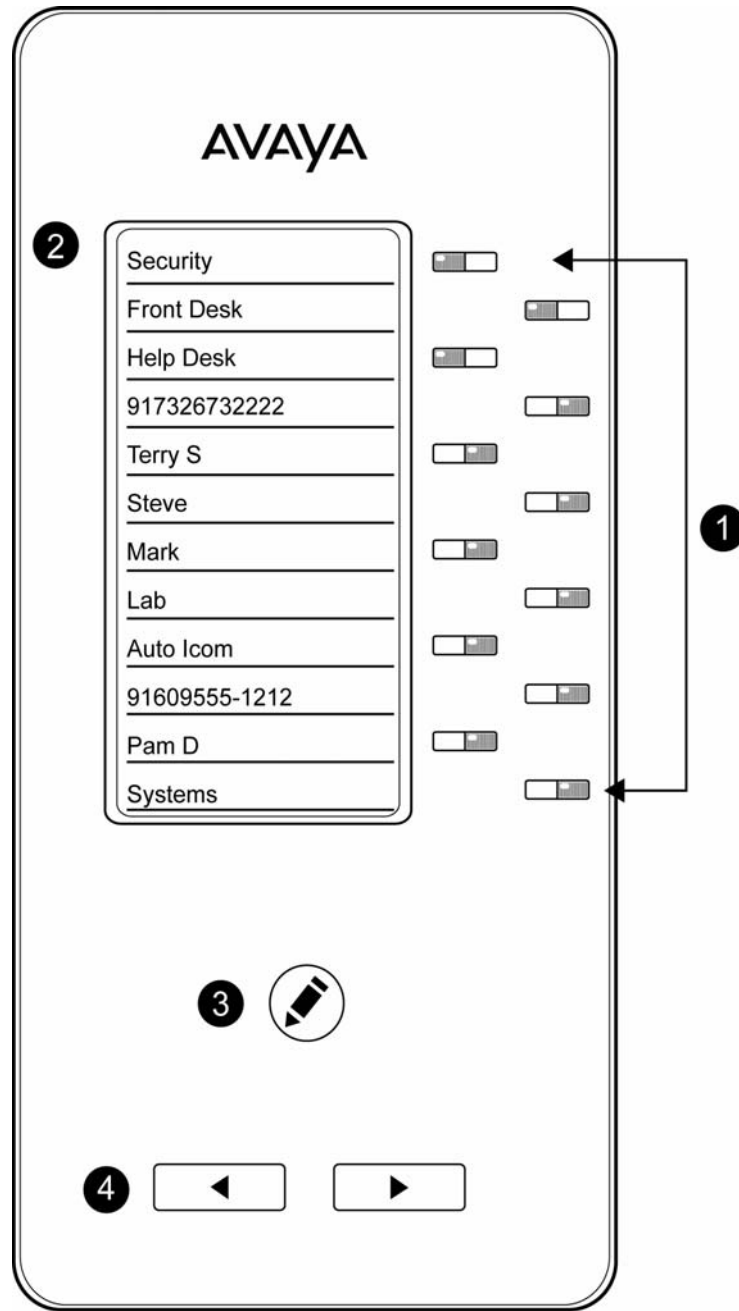 AVAYA
2
Security
Front Desk
Help Desk
917326732222
Terry S
Steve
1
Mark
Lab
Auto Icom
91609555-1212
Pam D
Systems
3
4